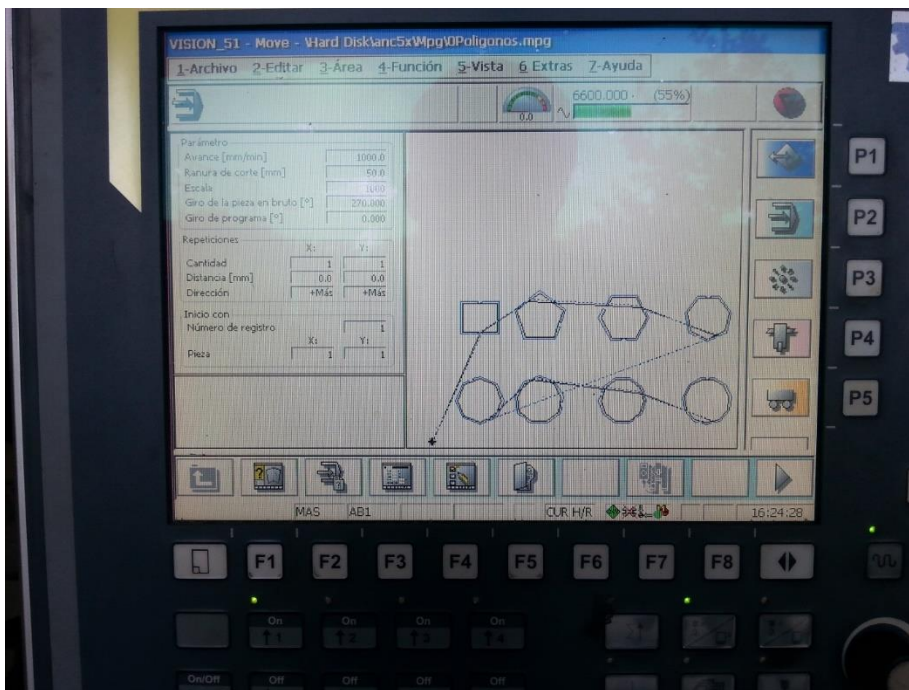 VISION_51 - Move - \Hard Disk\anc5x\Mpg\0Poligonos.mpg
1-Archivo 2-Editar 3-Área 4-Función 5-Vista 6 Extras 7-Ayuda
0.0 6600.000 (55%)
Parámetro
Avance [mm/min] 1000.0
Ranura de corte [mm] 50.0
Escala 1000
Giro de la pieza en bruto [º] 270.000
Giro de programa [º] 0.000
Repeticiones
X: Y:
Cantidad 1 1
Distancia [mm] 0.0 0.0
Dirección +Más +Más
Inicio con
Número de registro 1
X: Y:
Pieza 1 1
MAS AB1 CUR H/R 16:24:28
P1
P2
P3
P4
P5
F1 F2 F3 F4 F5 F6 F7 F8
On On On On
↑1 ↑2 ↑3 ↑4
On/Off Off Off Off Off